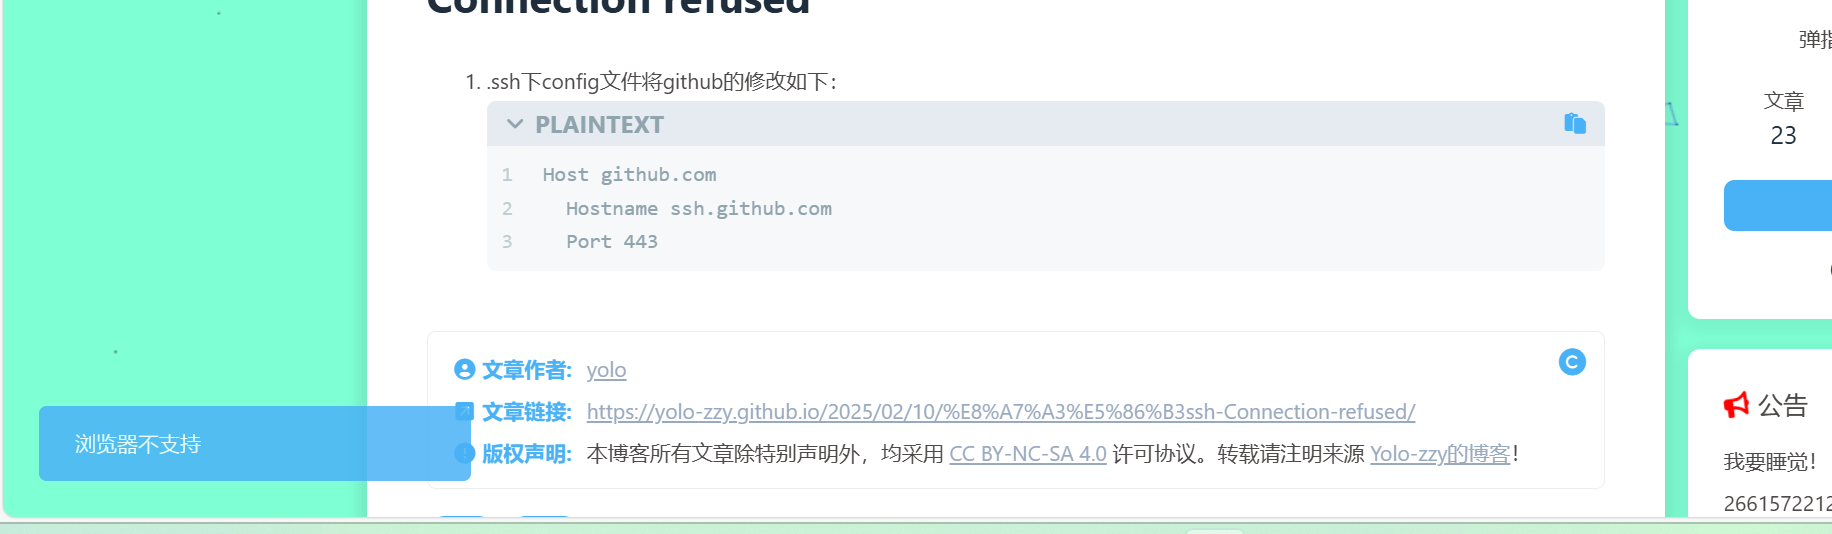 Connection refused
1. .ssh下config文件将github的修改如下：
PLAINTEXT
1 Host github.com
2 Hostname ssh.github.com
3 Port 443
文章作者: yolo
文章链接: https://yolo-zzy.github.io/2025/02/10/%E8%A7%A3%E5%86%B3ssh-Connection-refused/
版权声明: 本博客所有文章除特别声明外，均采用 CC BY-NC-SA 4.0 许可协议。转载请注明来源 Yolo-zzy的博客！
浏览器不支持
弹指
文章
23
公告
我要睡觉！
2661572212